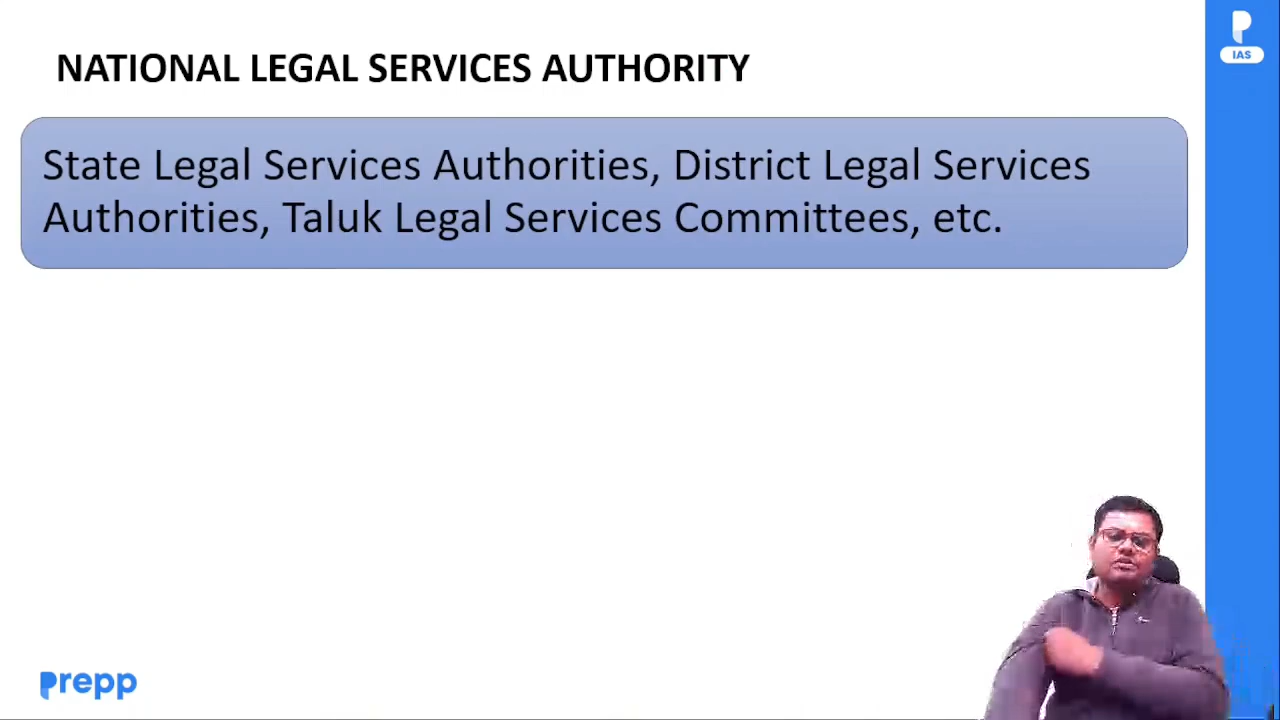 NATIONAL LEGAL SERVICES AUTHORITY
IAS
State Legal Services Authorities, District Legal Services
Authorities, Taluk Legal Services Committees, etc.
prepp